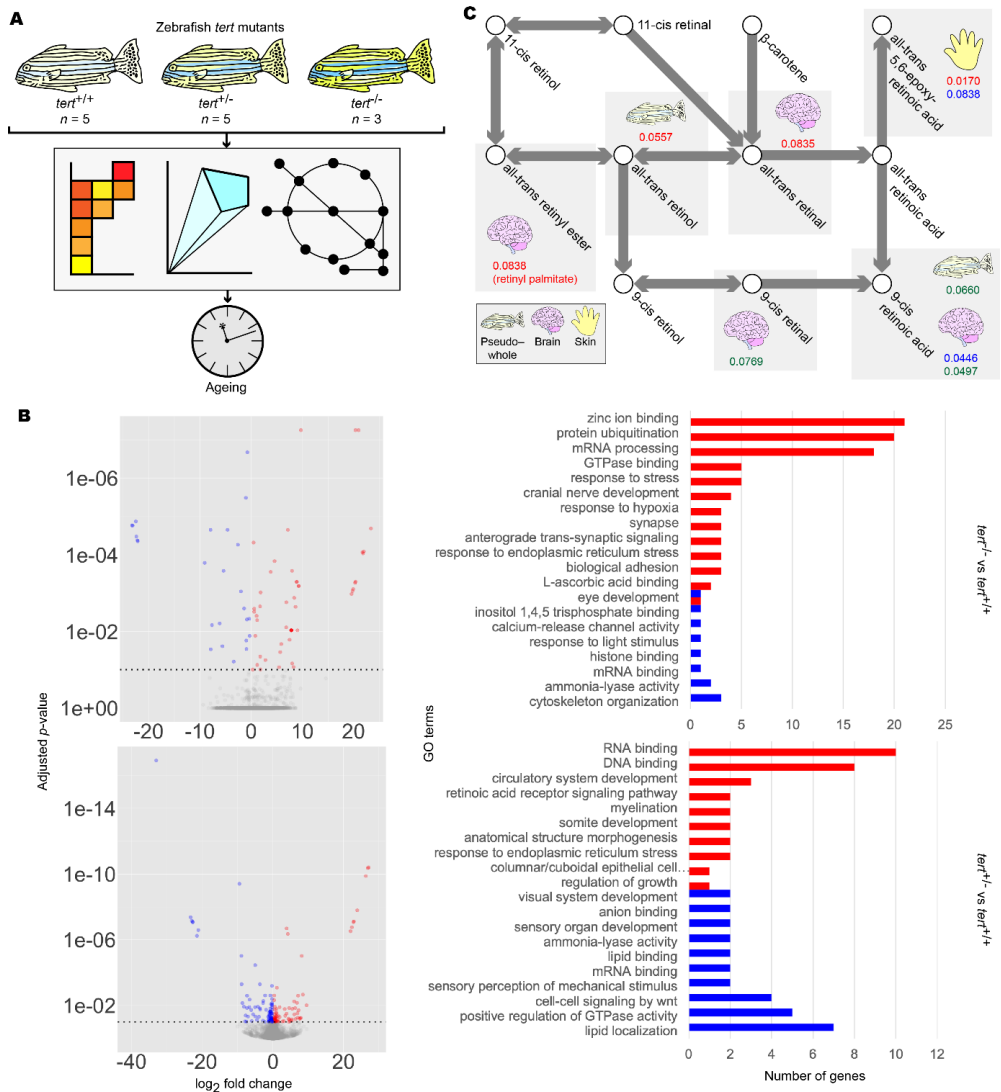 A
Zebrafish tert mutants
tert+/+
n = 5
tert+/-
n = 5
tert-/-
n = 3
Ageing
C
11-cis retinol
11-cis retinal
β-carotene
all-trans
5,6-epoxy-
retinoic acid
0.0170
0.0838
all-trans retinyl ester
0.0838
(retinyl palmitate)
all-trans retinol
0.0557
all-trans retinal
0.0835
all-trans
retinoic acid
9-cis retinol
9-cis retinal
0.0769
9-cis
retinoic acid
0.0660
0.0446
0.0497
Pseudo–
whole
Brain
Skin
B
Adjusted p-value
1e-06
1e-04
1e-02
1e+00
-20
-10
0
10
20
1e-14
1e-10
1e-06
1e-02
-40
-20
0
20
log2 fold change
GO terms
zinc ion binding
protein ubiquitination
mRNA processing
GTPase binding
response to stress
cranial nerve development
response to hypoxia
synapse
anterograde trans-synaptic signaling
response to endoplasmic reticulum stress
biological adhesion
L-ascorbic acid binding
eye development
inositol 1,4,5 trisphosphate binding
calcium-release channel activity
response to light stimulus
histone binding
mRNA binding
ammonia-lyase activity
cytoskeleton organization
0
5
10
15
20
25
tert-/- vs tert+/+
RNA binding
DNA binding
circulatory system development
retinoic acid receptor signaling pathway
myelination
somite development
anatomical structure morphogenesis
response to endoplasmic reticulum stress
columnar/cuboidal epithelial cell…
regulation of growth
visual system development
anion binding
sensory organ development
ammonia-lyase activity
lipid binding
mRNA binding
sensory perception of mechanical stimulus
cell-cell signaling by wnt
positive regulation of GTPase activity
lipid localization
0
2
4
6
8
10
12
Number of genes
tert+/- vs tert+/+